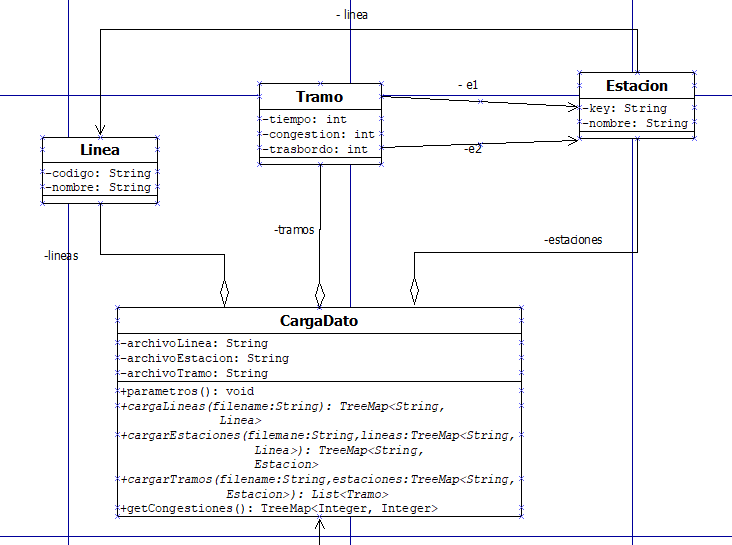 - linea
- e1
Estacion
-key: String
-nombre: String
Tramo
-tiempo: int
-congestion: int
-trasbordo: int
-e2
Linea
-codigo: String
-nombre: String
-lineas
-tramos
-estaciones
CargaDato
-archivoLinea: String
-archivoEstacion: String
-archivoTramo: String
+parametros(): void
+cargaLineas(filename:String): TreeMap<String,
Linea>
+cargarEstaciones(filemane:String,lineas:TreeMap<String,
Linea>): TreeMap<String,
Estacion>
+cargarTramos(filename:String,estaciones:TreeMap<String,
Estacion>): List<Tramo>
+getCongestiones(): TreeMap<Integer, Integer>